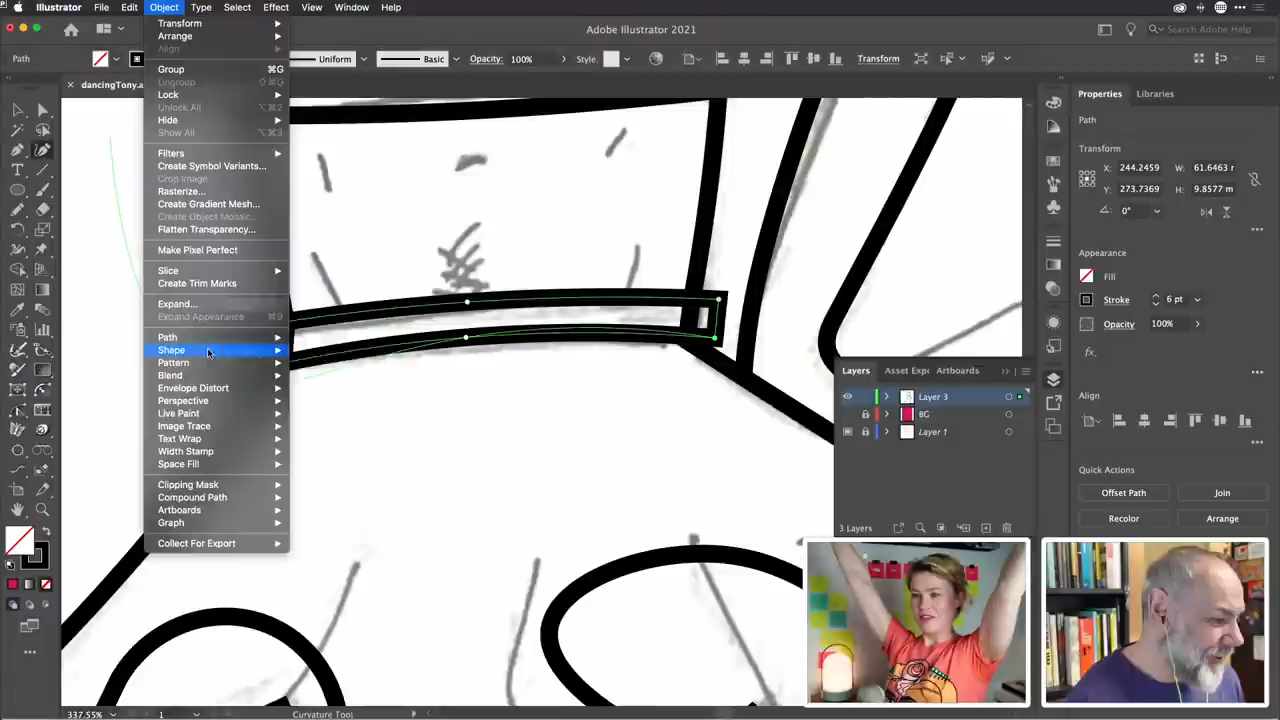 Illustrator File Edit Object Type Select Effect View Window Help
Adobe Illustrator 2021
Search Adobe Help
Path
Uniform
Basic
Opacity: 100%
Style:
Transform
dancingTony.a
Transform
Arrange
Align
Group ⌘G
Ungroup ⇧⌘G
Lock
Unlock All ⌥⌘2
Hide
Show All ⌥⌘3
Filters
Create Symbol Variants...
Crop Image
Rasterize...
Create Gradient Mesh...
Create Object Mosaic...
Flatten Transparency...
Make Pixel Perfect
Slice
Create Trim Marks
Expand...
Expand Appearance ⌘9
Path
Shape
Pattern
Blend
Envelope Distort
Perspective
Live Paint
Image Trace
Text Wrap
Width Stamp
Space Fill
Clipping Mask
Compound Path
Artboards
Graph
Collect For Export
Properties Libraries
Path
Transform
X: 244.2459 W: 61.6463 r
Y: 273.7369 H: 9.8577 m
0°
Appearance
Fill
Stroke 6 pt
Opacity 100%
fx.
Align
Quick Actions
Offset Path Join
Recolor Arrange
Layers Asset Exp Artboards
Layer 3
BG
Layer 1
3 Layers
337.55% 1 Curvature Tool